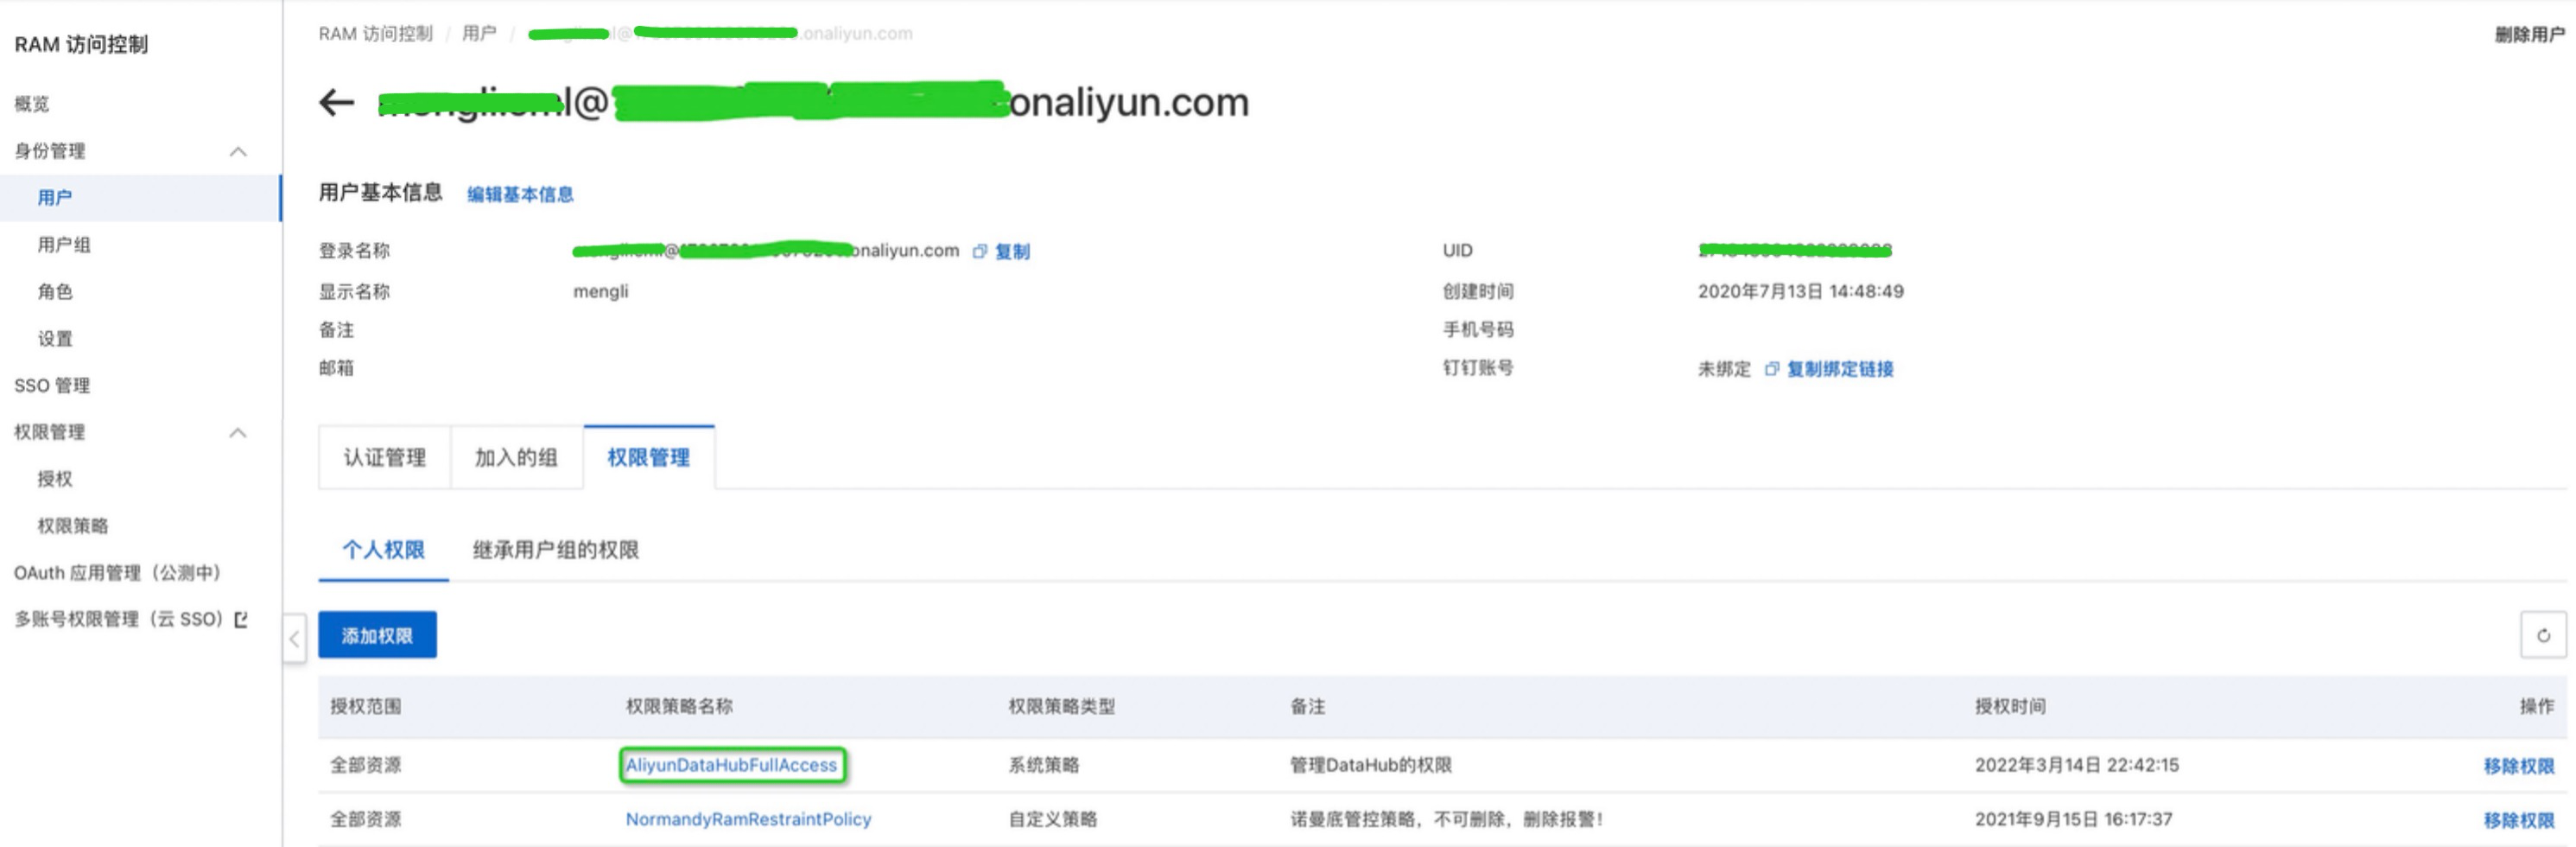 RAM 访问控制
概览
身份管理
用户
用户组
角色
设置
SSO 管理
权限管理
授权
权限策略
OAuth 应用管理（公测中）
多账号权限管理（云 SSO）
RAM 访问控制 / 用户 / l@ .onaliyun.com
删除用户
l@ onaliyun.com
用户基本信息 编辑基本信息
登录名称 @ onaliyun.com 复制
UID
显示名称 mengli
创建时间 2020年7月13日 14:48:49
备注
手机号码
邮箱
钉钉账号 未绑定 复制绑定链接
认证管理 加入的组 权限管理
个人权限 继承用户组的权限
添加权限
授权范围 权限策略名称 权限策略类型 备注 授权时间 操作
全部资源 AliyunDataHubFullAccess 系统策略 管理DataHub的权限 2022年3月14日 22:42:15 移除权限
全部资源 NormandyRamRestraintPolicy 自定义策略 诺曼底管控策略，不可删除，删除报警！ 2021年9月15日 16:17:37 移除权限